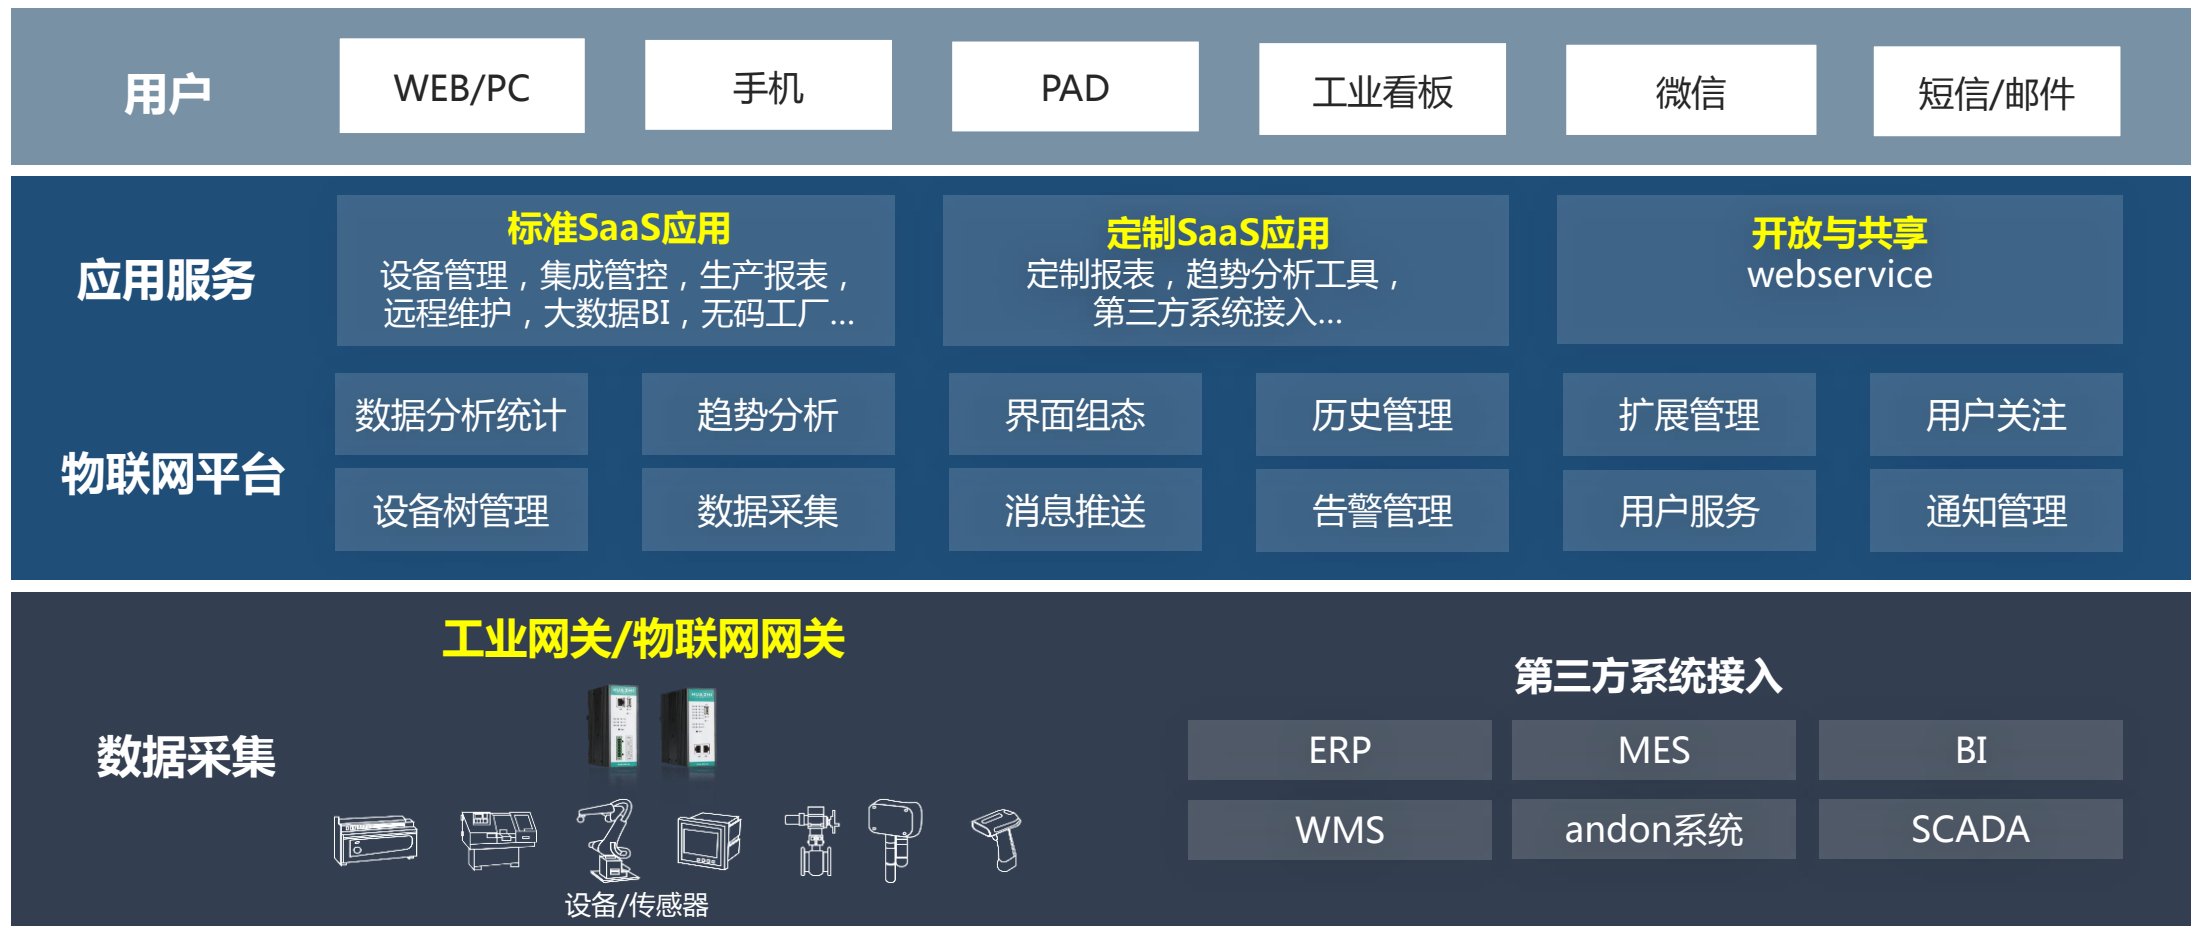 用户
WEB/PC
手机
PAD
工业看板
微信
短信/邮件
应用服务
标准SaaS应用
设备管理，集成管控，生产报表，
远程维护，大数据BI，无码工厂...
定制SaaS应用
定制报表，趋势分析工具，
第三方系统接入...
开放与共享
webservice
物联网平台
数据分析统计
趋势分析
界面组态
历史管理
扩展管理
用户关注
设备树管理
数据采集
消息推送
告警管理
用户服务
通知管理
数据采集
工业网关/物联网网关
设备/传感器
第三方系统接入
ERP
MES
BI
WMS
andon系统
SCADA